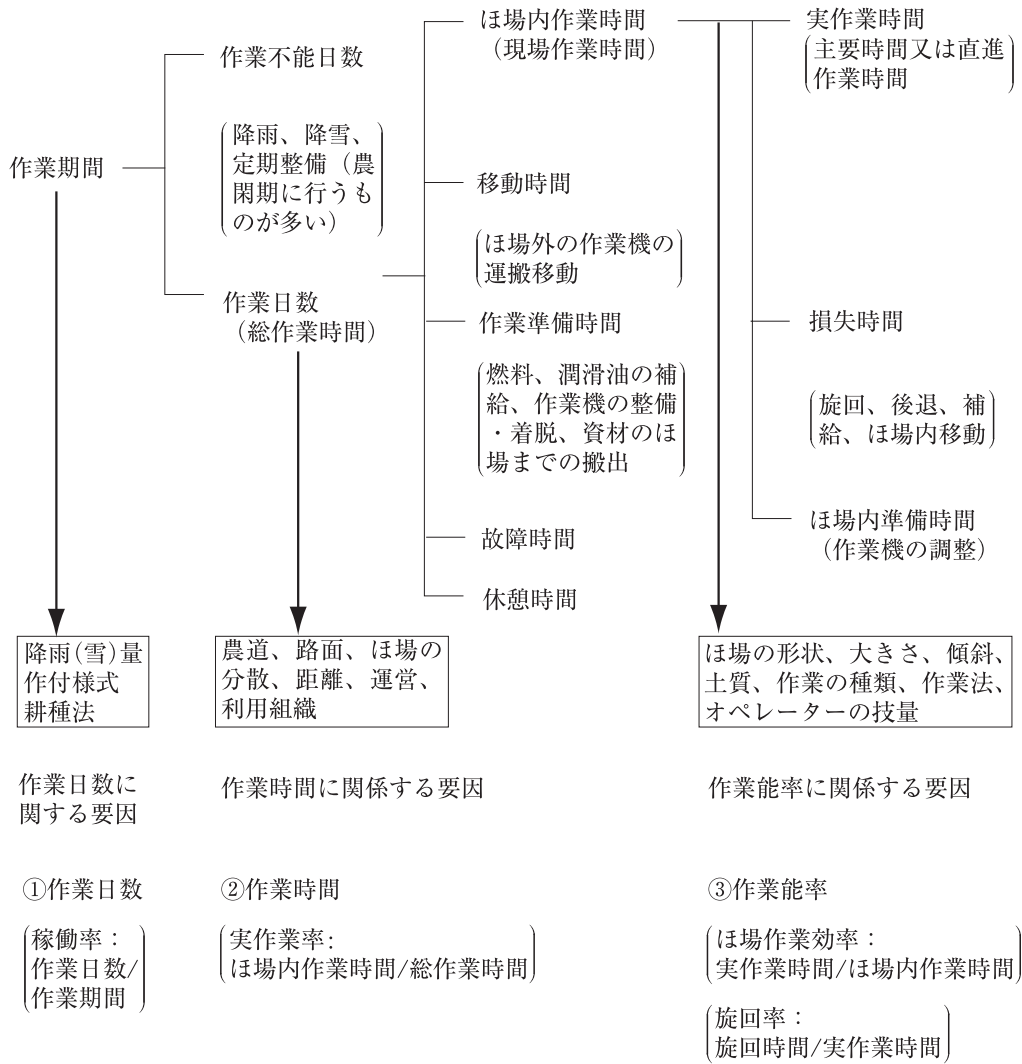 作業期間
作業不能日数
降雨、降雪、
定期整備（農
閑期に行うも
のが多い）
作業日数
（総作業時間）
ほ場内作業時間
（現場作業時間）
移動時間
ほ場外の作業機の
運搬移動
作業準備時間
燃料、潤滑油の補
給、作業機の整備
・着脱、資材のほ
場までの搬出
故障時間
休憩時間
実作業時間
主要時間又は直進
作業時間
損失時間
旋回、後退、補
給、ほ場内移動
ほ場内準備時間
（作業機の調整）
降雨（雪）量
作付様式
耕種法
農道、路面、ほ場の
分散、距離、運営、
利用組織
ほ場の形状、大きさ、傾斜、
土質、作業の種類、作業法、
オペレーターの技量
作業日数に
関する要因
作業時間に関係する要因
作業能率に関係する要因
①作業日数
稼働率：
作業日数/
作業期間
②作業時間
実作業率:
ほ場内作業時間/総作業時間
③作業能率
ほ場作業効率：
実作業時間/ほ場内作業時間
旋回率：
旋回時間/実作業時間